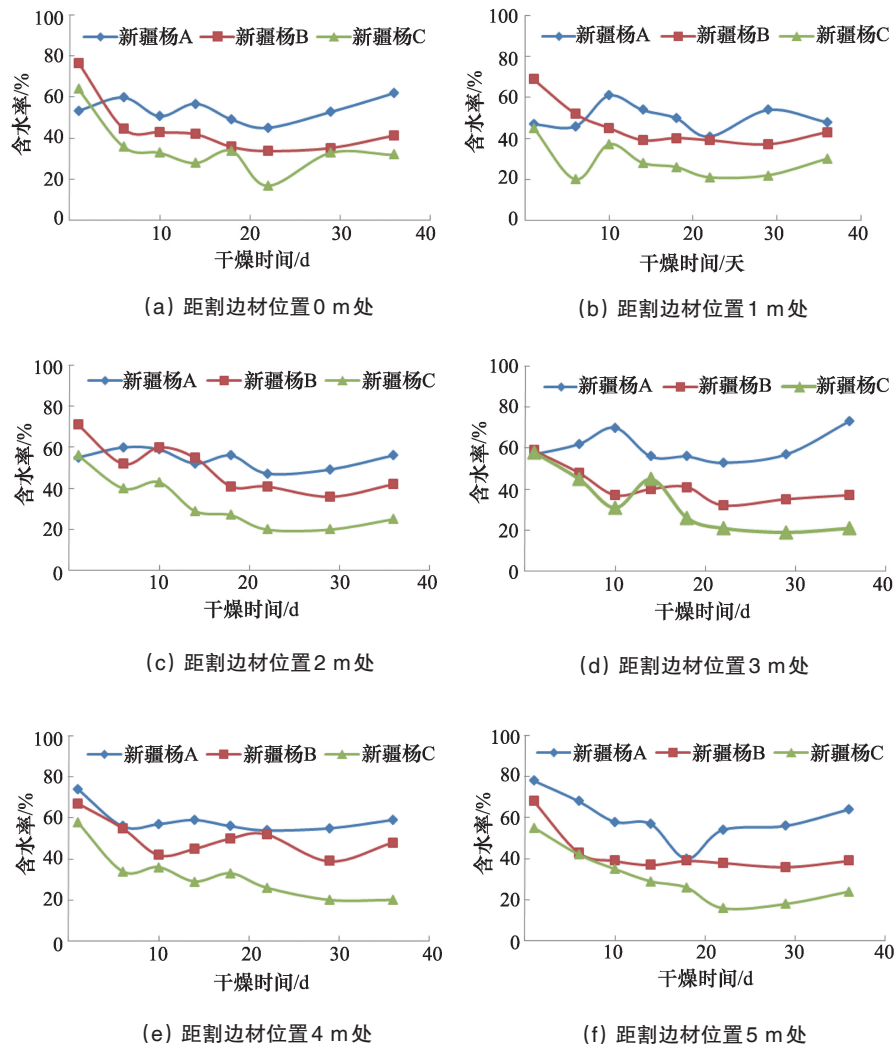 100
新疆杨A 新疆杨B 新疆杨C
80
60
40
20
0
含水率/%
10 20 30 40
干燥时间/d
(a) 距割边材位置0 m处
100
新疆杨A 新疆杨B 新疆杨C
80
60
40
20
0
含水率/%
10 20 30 40
干燥时间/天
(b) 距割边材位置1 m处
100
新疆杨A 新疆杨B 新疆杨C
80
60
40
20
0
含水率/%
10 20 30 40
干燥时间/d
(c) 距割边材位置2 m处
100
新疆杨A 新疆杨B 新疆杨C
80
60
40
20
0
含水率/%
10 20 30 40
干燥时间/d
(d) 距割边材位置3 m处
100
新疆杨A 新疆杨B 新疆杨C
80
60
40
20
0
含水率/%
10 20 30 40
干燥时间/d
(e) 距割边材位置4 m处
100
新疆杨A 新疆杨B 新疆杨C
80
60
40
20
0
含水率/%
10 20 30 40
干燥时间/d
(f) 距割边材位置5 m处